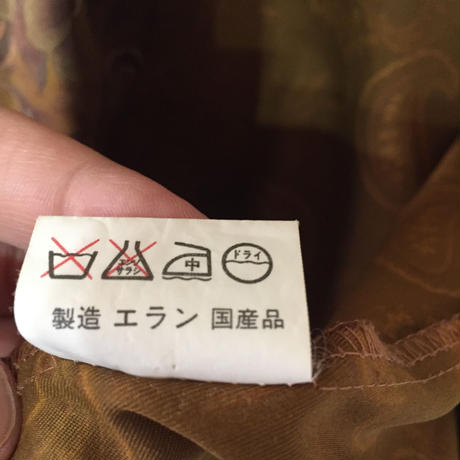 エンソ サラシ 中 ドライ
製造 エラン 国産品